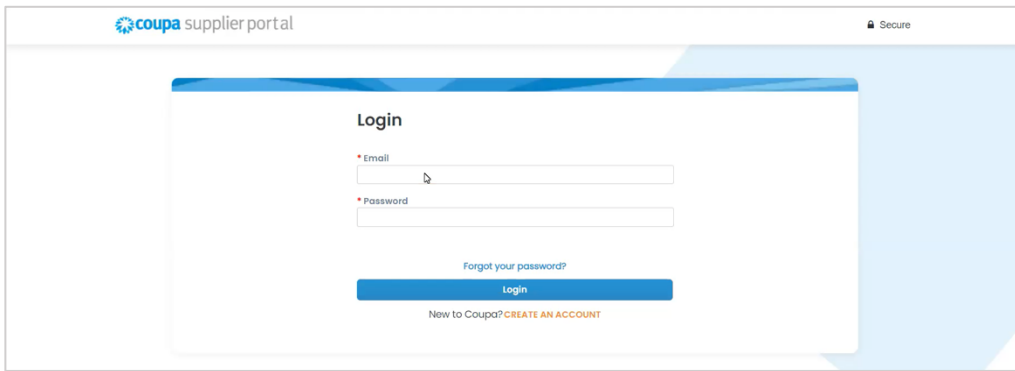 coupa supplier portal
Secure
Login
* Email
* Password
Forgot your password?
Login
New to Coupa? CREATE AN ACCOUNT